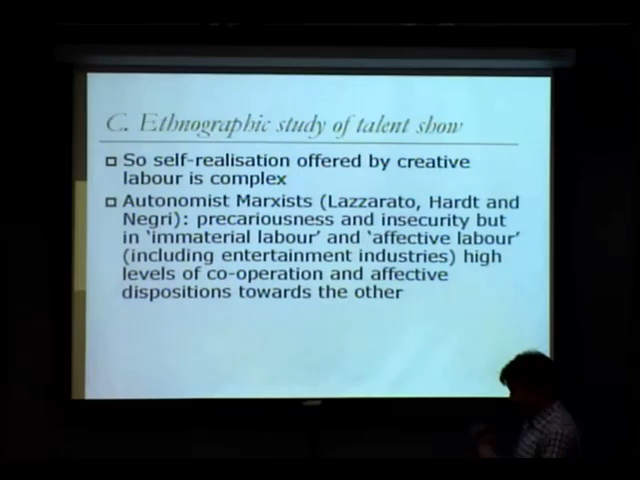 C. Ethnographic study of talent show
So self-realisation offered by creative
labour is complex
Autonomist Marxists (Lazzarato, Hardt and
Negri): precariousness and insecurity but
in ‘immaterial labour’ and ‘affective labour’
(including entertainment industries) high
levels of co-operation and affective
dispositions towards the other